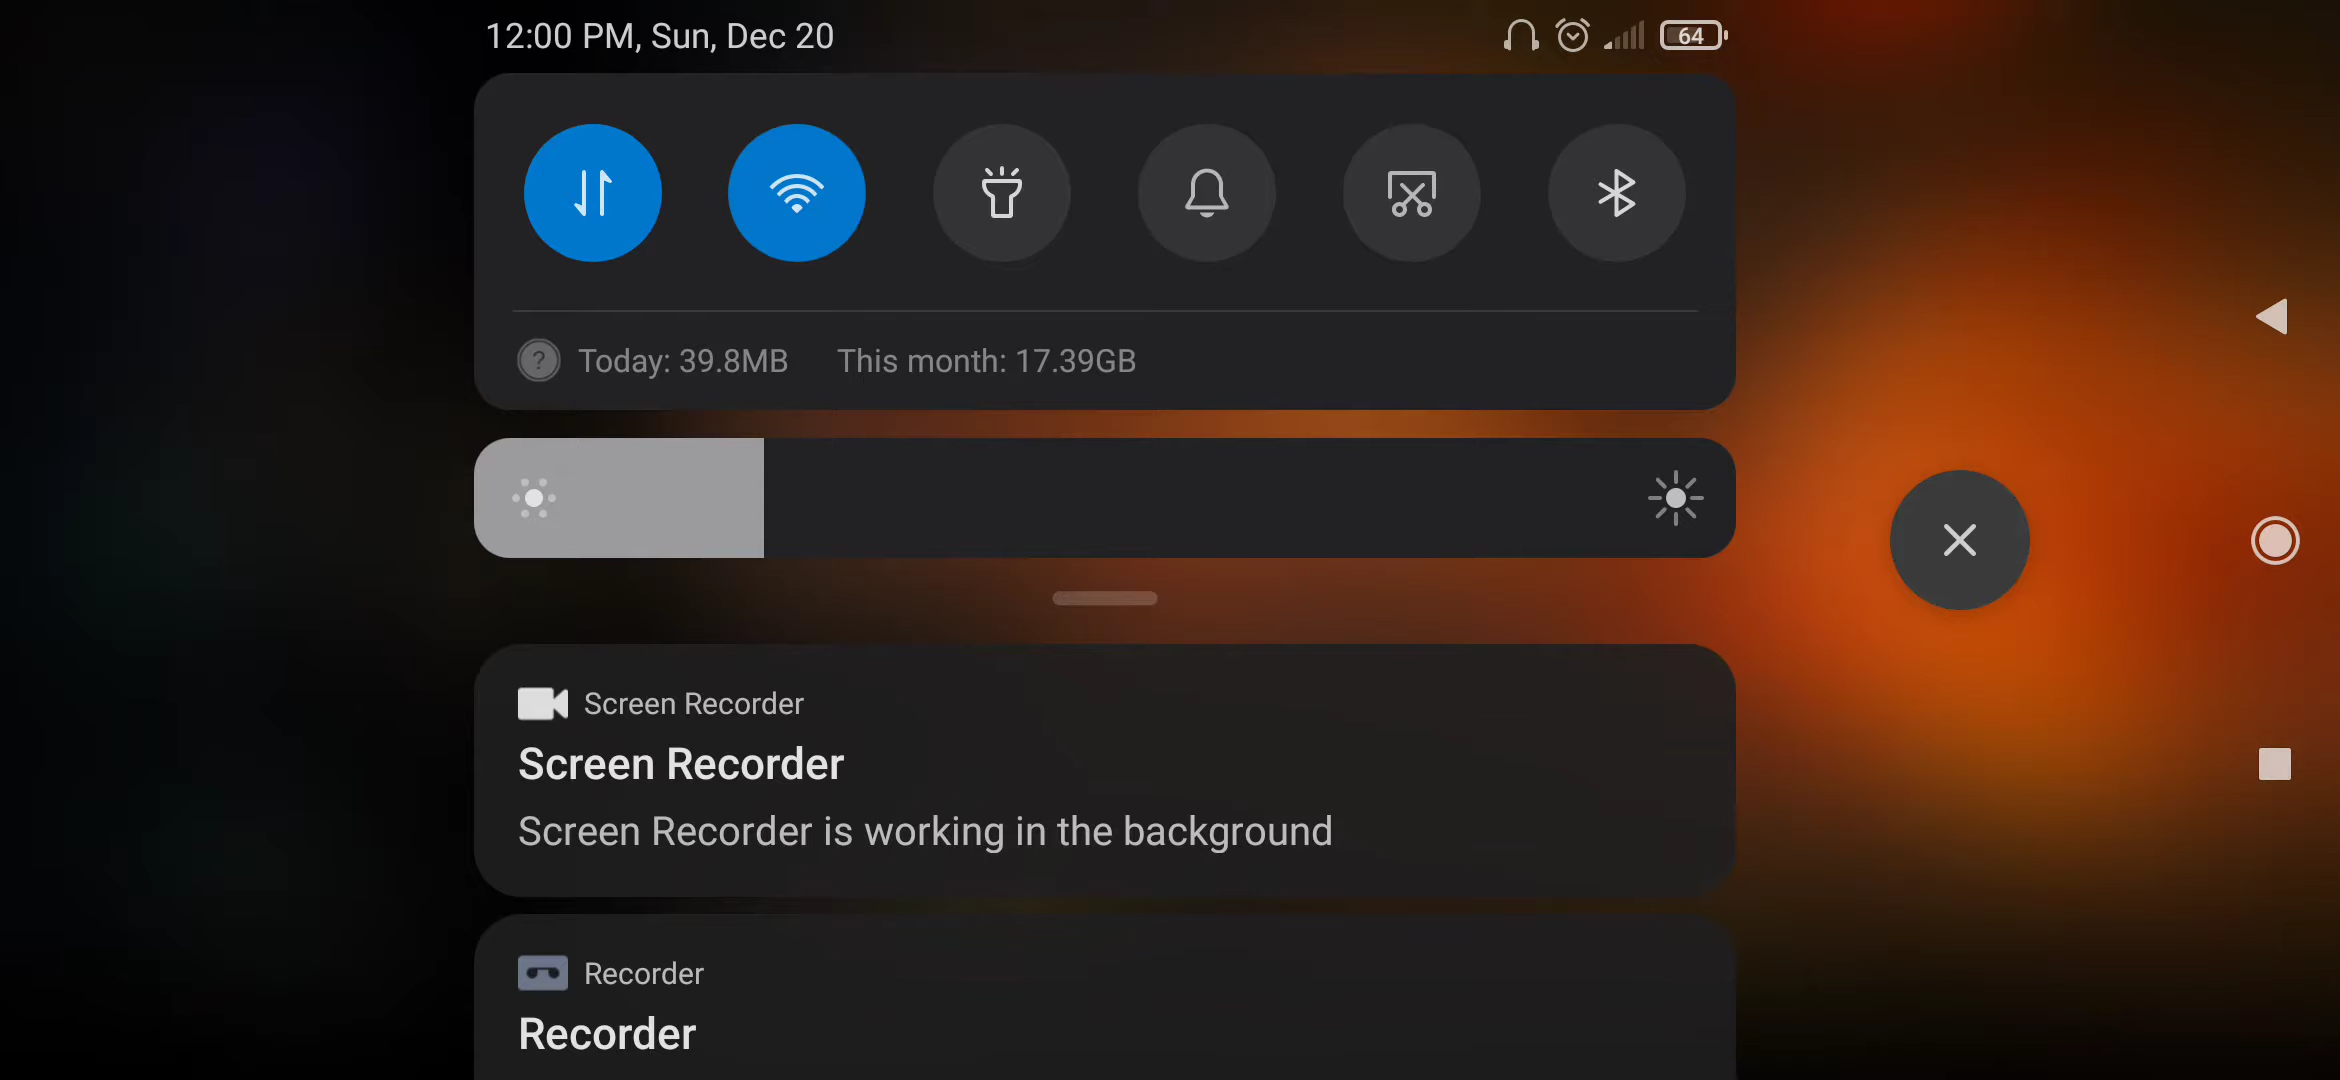 12:00 PM, Sun, Dec 20
64
? Today: 39.8MB This month: 17.39GB
Screen Recorder
Screen Recorder
Screen Recorder is working in the background
Recorder
Recorder